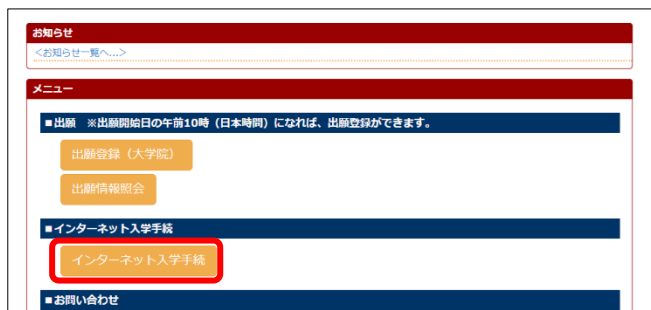 お知らせ
<お知らせ一覧へ...>
メニュー
■出願　※出願開始日の午前10時（日本時間）になれば、出願登録ができます。
出願登録（大学院）
出願情報照会
■インターネット入学手続
インターネット入学手続
■お問い合わせ